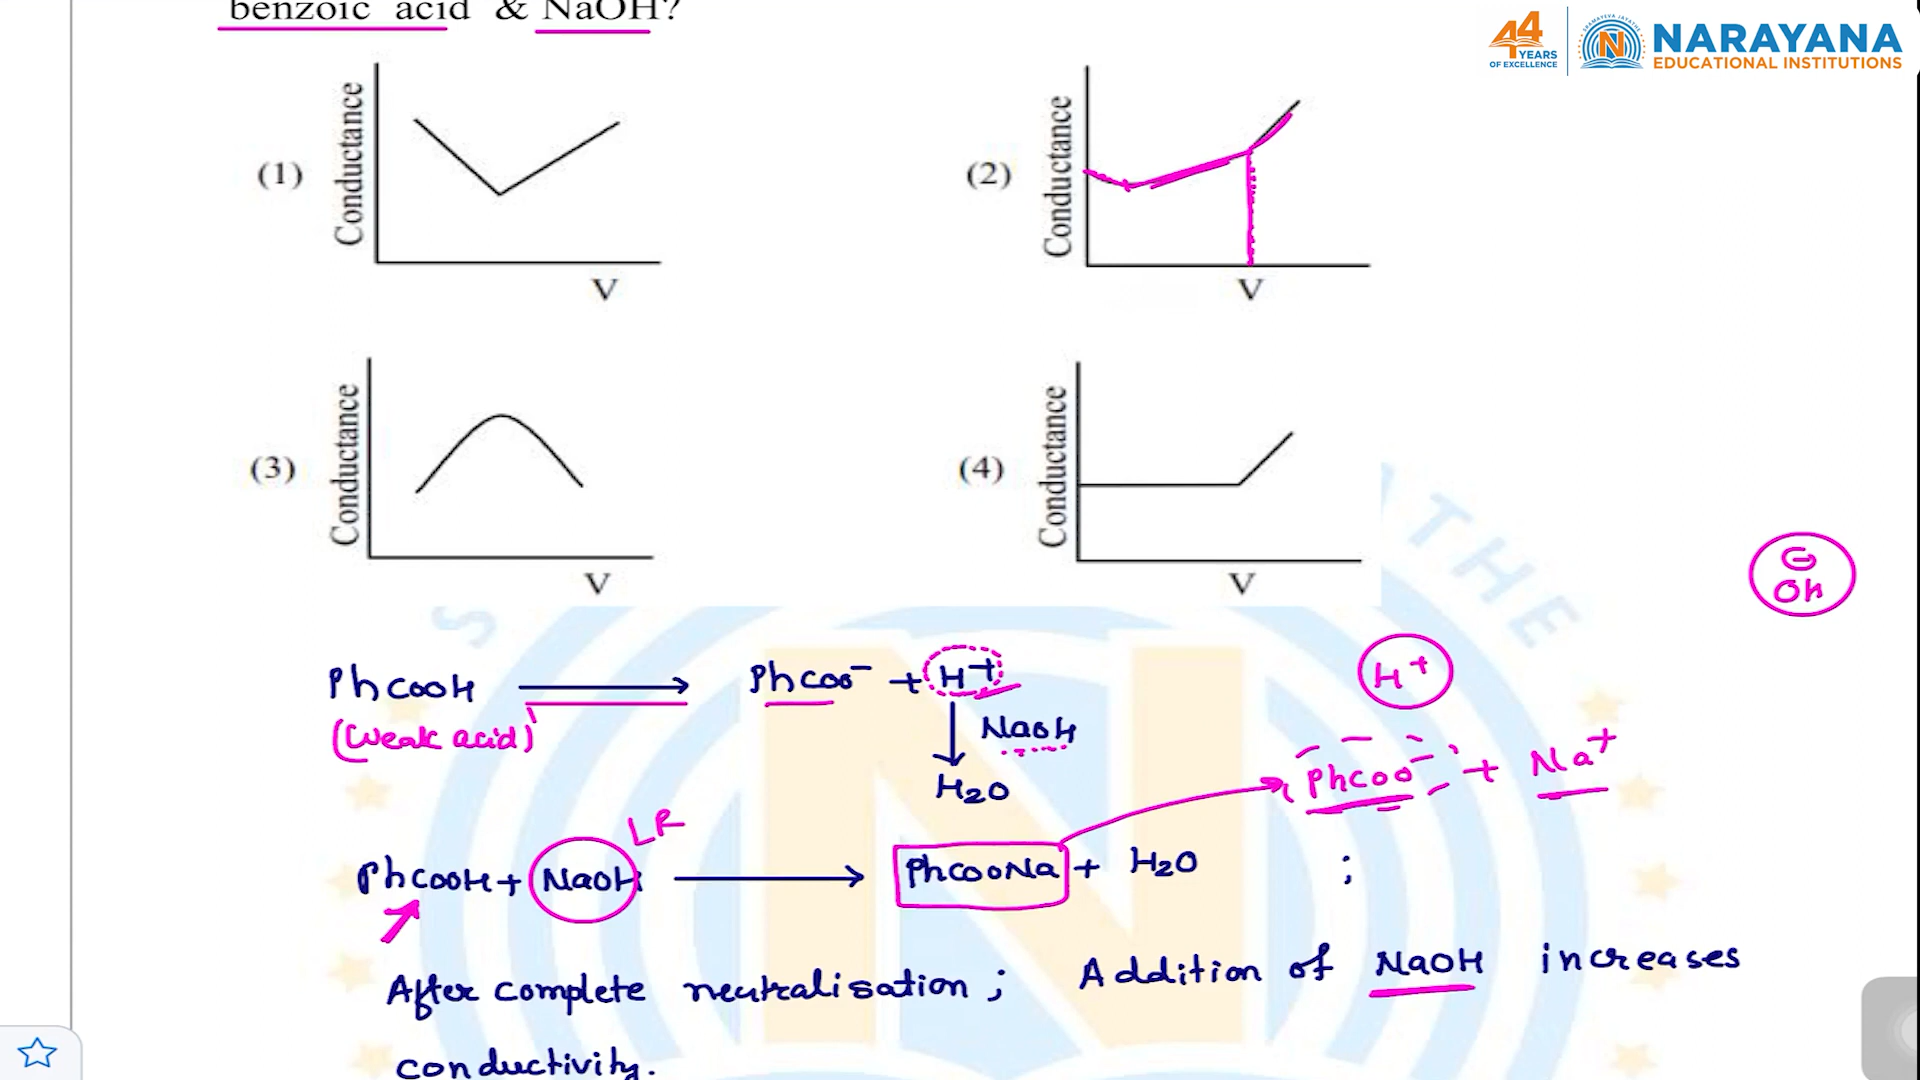 benzoic acid & NaOH?
44 YEARS OF EXCELLENCE
NARAYANA
EDUCATIONAL INSTITUTIONS
(1) Conductance V
(2) Conductance V
(3) Conductance V
(4) Conductance V
S ATHE
OH
PhCOOH PhCOO⁻ + H⁺ H⁺
(Weak acid) NaOH
H₂O PhCOO⁻ + Na⁺
LR
PhCOOH + NaOH PhCOONa + H₂O ;
After complete neutralisation ; Addition of NaOH increases
conductivity.